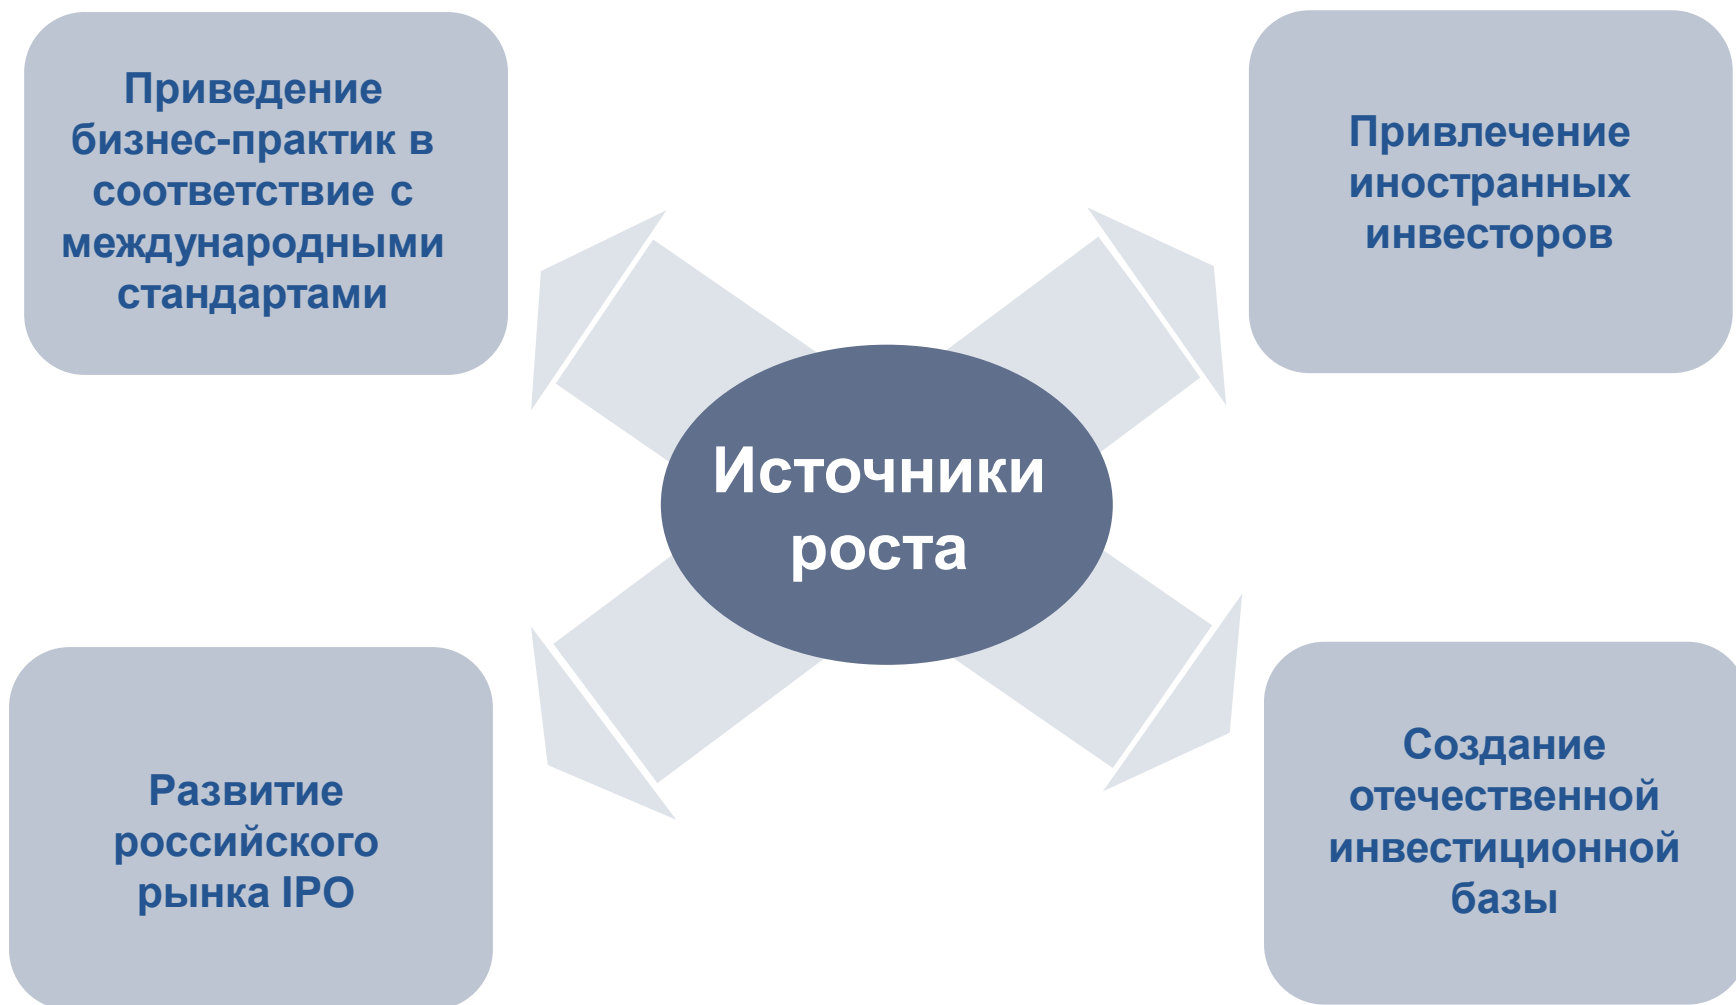 Приведение
бизнес-практик в
соответствие с
международными
стандартами
Привлечение
иностранных
инвесторов
Источники
роста
Развитие
российского
рынка IPO
Создание
отечественной
инвестиционной
базы